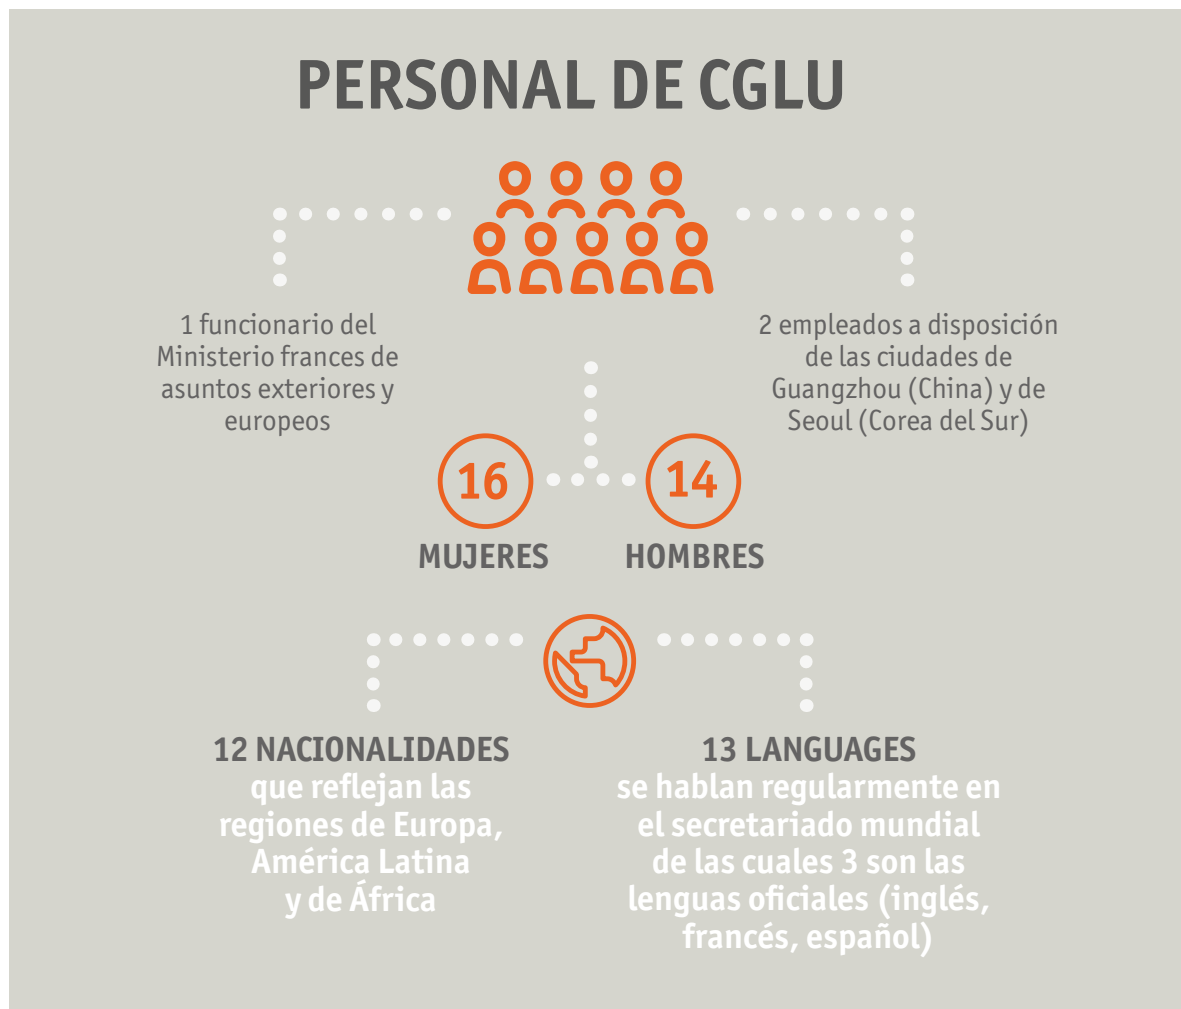 PERSONAL DE CGLU
1 funcionario del
Ministerio frances de
asuntos exteriores y
europeos
2 empleados a disposición
de las ciudades de
Guangzhou (China) y de
Seoul (Corea del Sur)
16
MUJERES
14
HOMBRES
12 NACIONALIDADES
que reflejan las
regiones de Europa,
América Latina
y de África
13 LANGUAGES
se hablan regularmente en
el secretariado mundial
de las cuales 3 son las
lenguas oficiales (inglés,
francés, español)